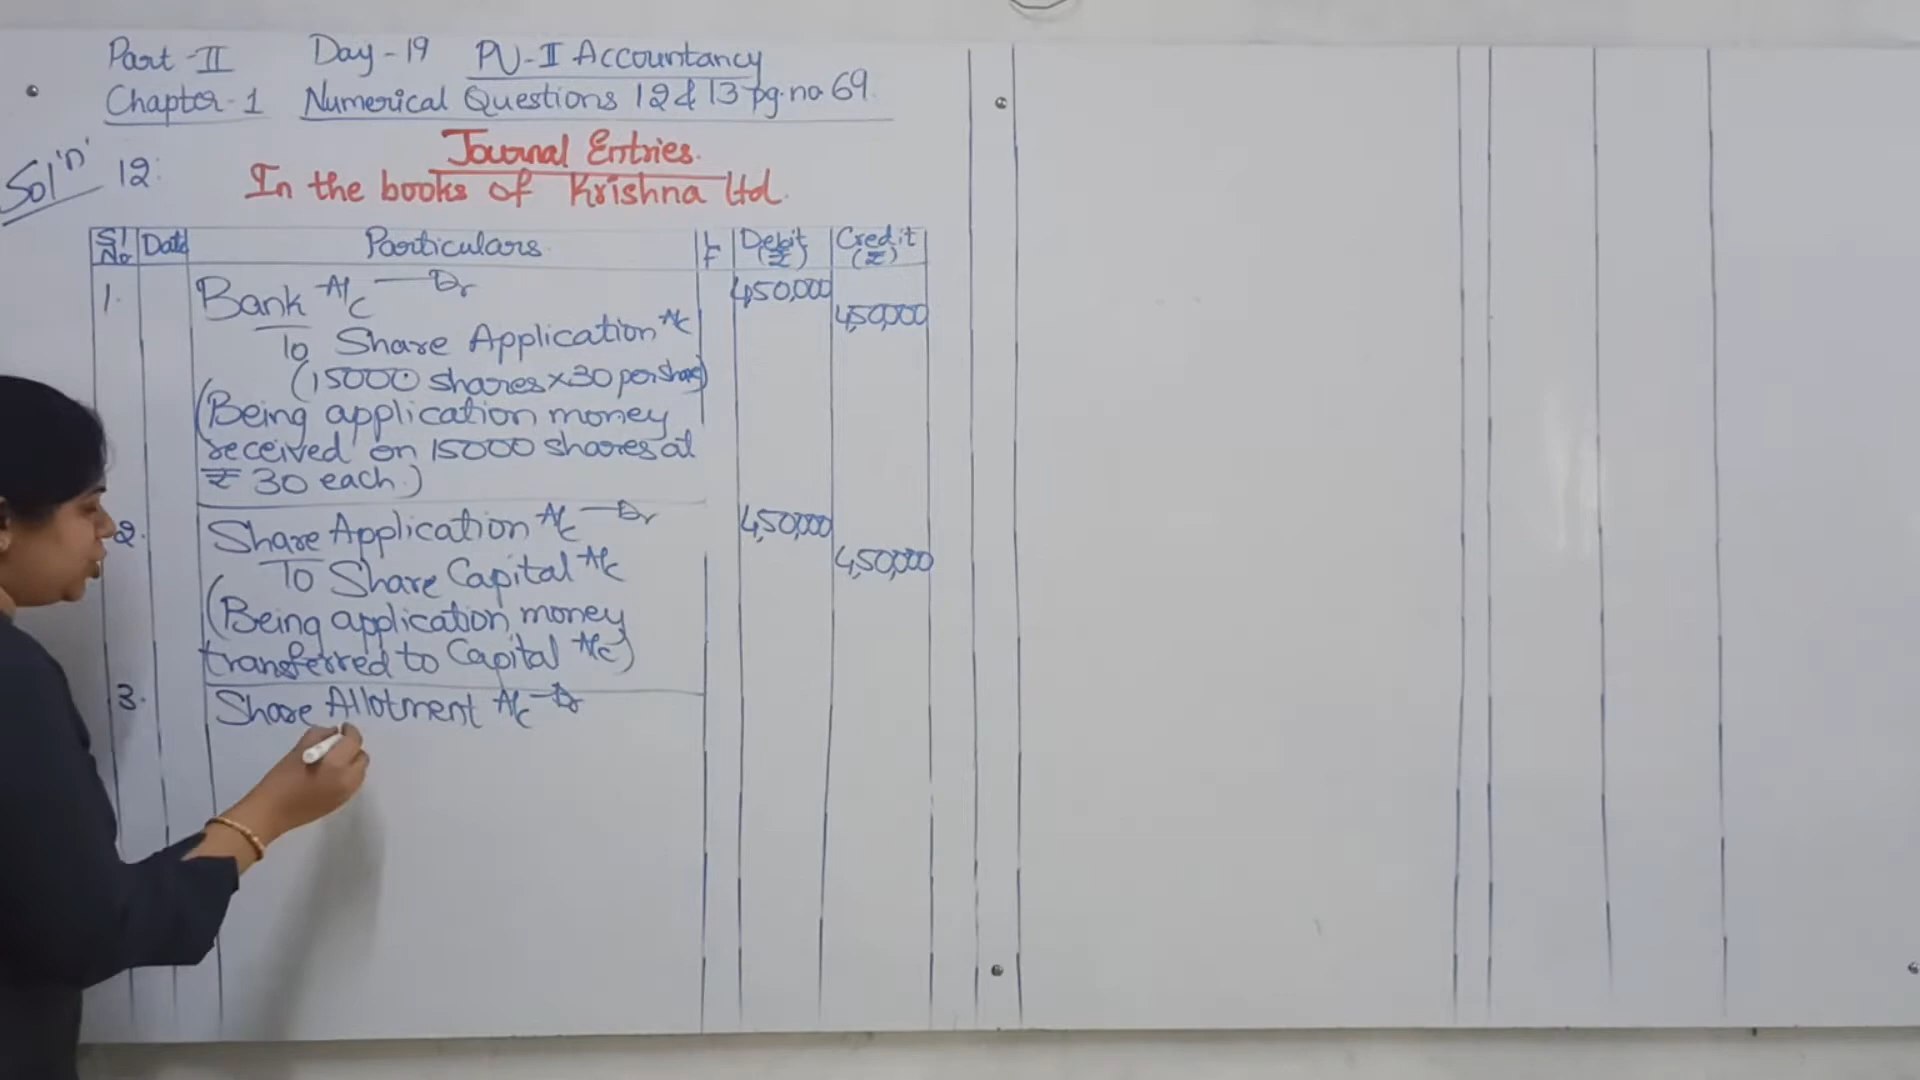 Part-II Day-19 PU-II Accountancy
Chapter-1 Numerical Questions 12 & 13 pg.no 69.
Sol'n' 12:
Journal Entries.
In the books of Krishna Ltd.
Sl No Date Particulars L F Debit (₹) Credit (₹)
1. Bank A/c Dr 4,50,000
To Share Application A/c 4,50,000
(15000 shares × 30 per share)
(Being application money
received on 15000 shares at
₹ 30 each.)
2. Share Application A/c Dr 4,50,000
To Share Capital A/c 4,50,000
(Being application money
transferred to Capital A/c)
3. Share Allotment A/c Dr